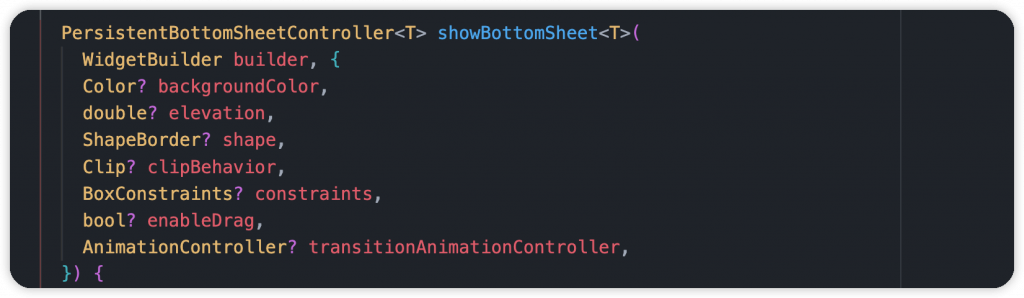 PersistentBottomSheetController<T> showBottomSheet<T>(
WidgetBuilder builder, {
Color? backgroundColor,
double? elevation,
ShapeBorder? shape,
Clip? clipBehavior,
BoxConstraints? constraints,
bool? enableDrag,
AnimationController? transitionAnimationController,
}) {